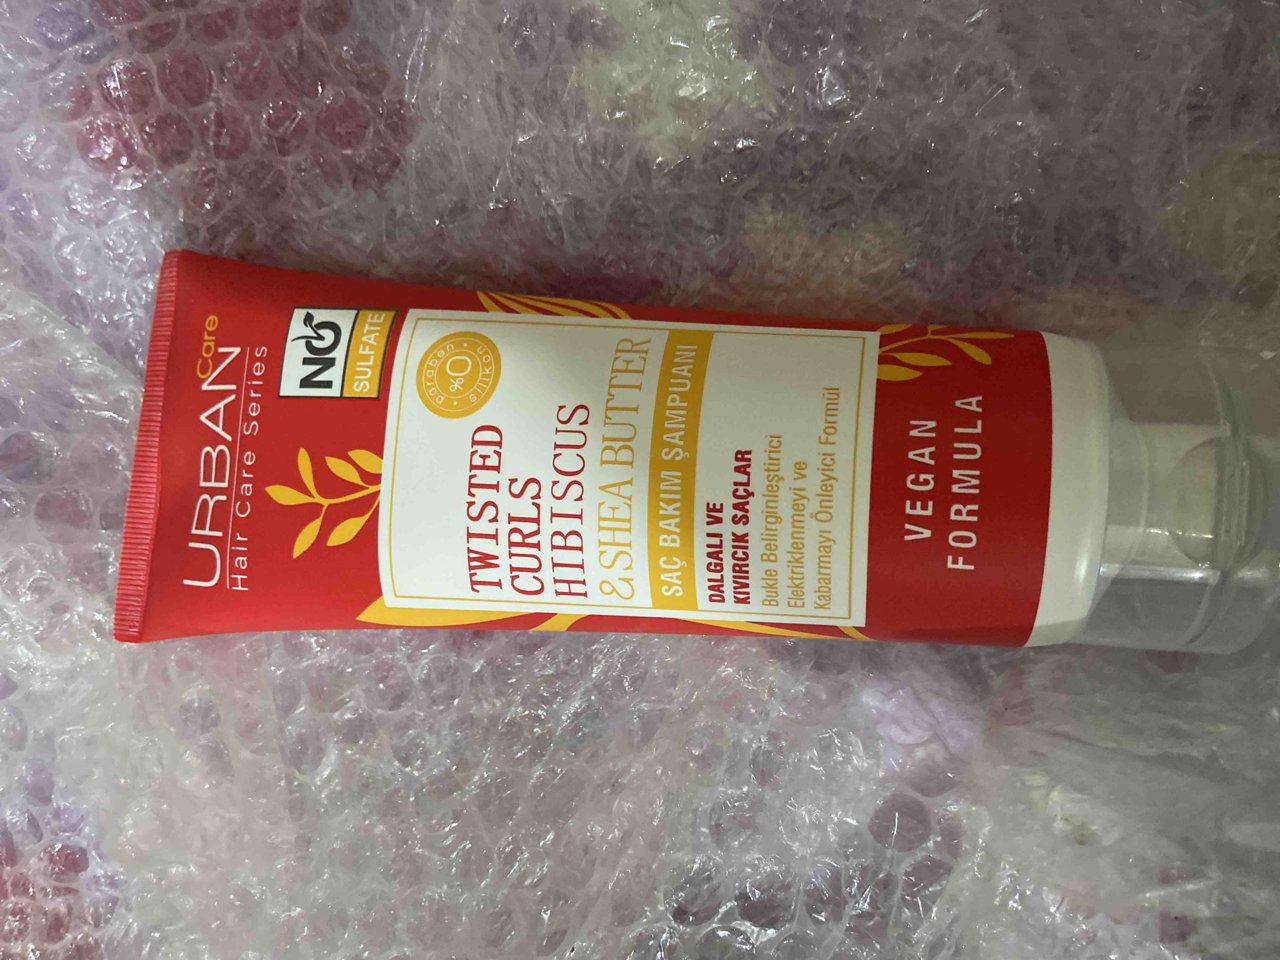 URBAN
Care
Hair Care Series
NO
SULFATE
paraben
%0
silikon
TWISTED
CURLS
HIBISCUS
& SHEA BUTTER
SAÇ BAKIM ŞAMPUANI
DALGALI VE
KIVIRCIK SAÇLAR
Bukle Belirginleştirici
Elektriklenmeyi ve
Kabarmayı Önleyici Formül
VEGAN
FORMULA